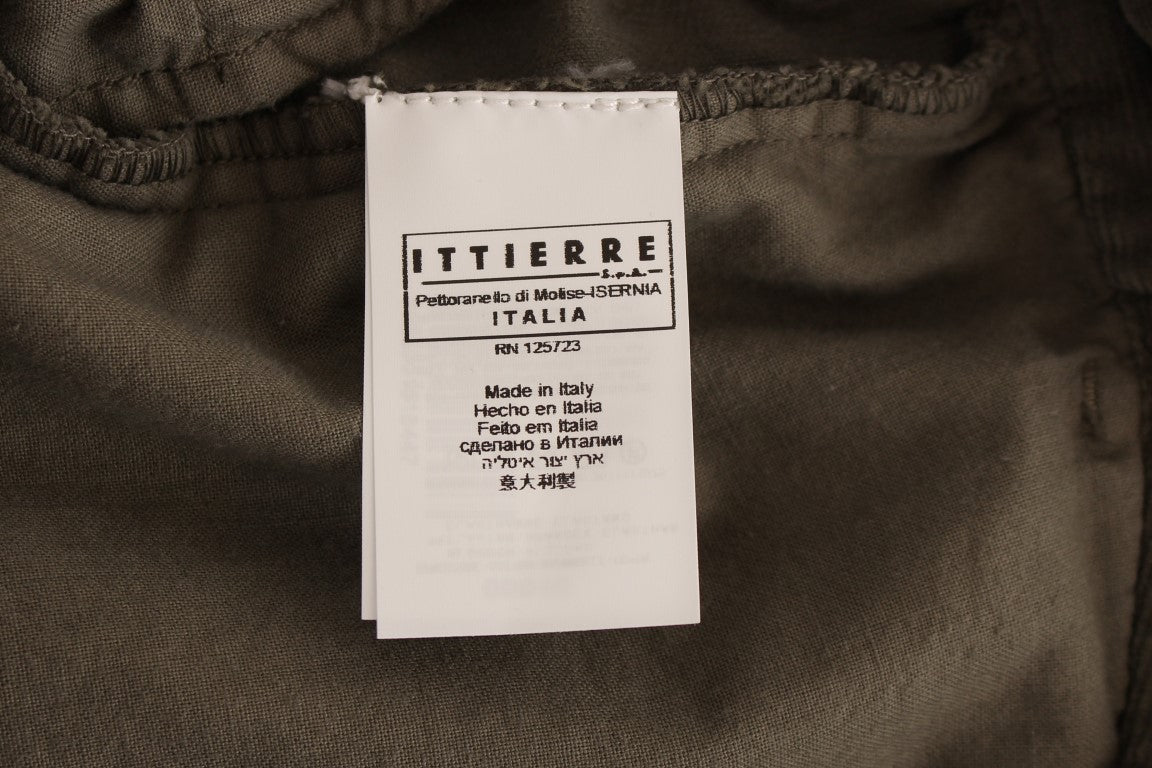 ITTIERRE
S.p.A.
Pettoranello di Molise-ISERNIA
ITALIA
RN 125723
Made in Italy
Hecho en Italia
Feito em Italia
сделано в Италии
ארץ יצור איטליה
意大利製